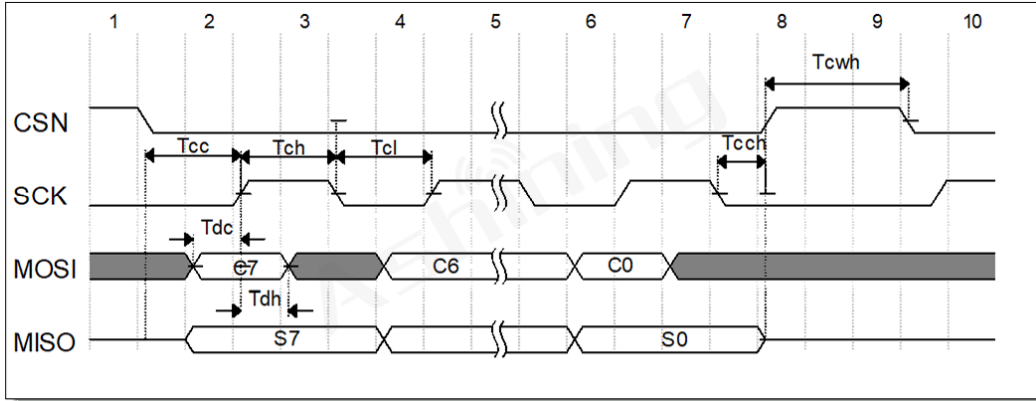 1 2 3 4 5 6 7 8 9 10
Tcwh
CSN
Tcc Tch Tcl Tcch
SCK
Tdc
MOSI C7 C6 C0
Tdh
MISO S7 S0
Ashining